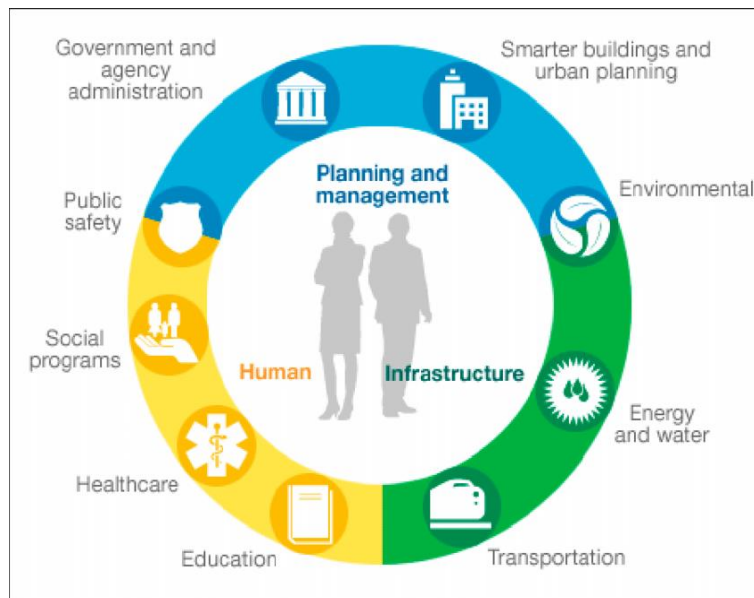 Government and
agency
administration
Smarter buildings and
urban planning
Planning and
management
Public
safety
Environmental
Social
programs
Human
Infrastructure
Energy
and water
Healthcare
Education
Transportation